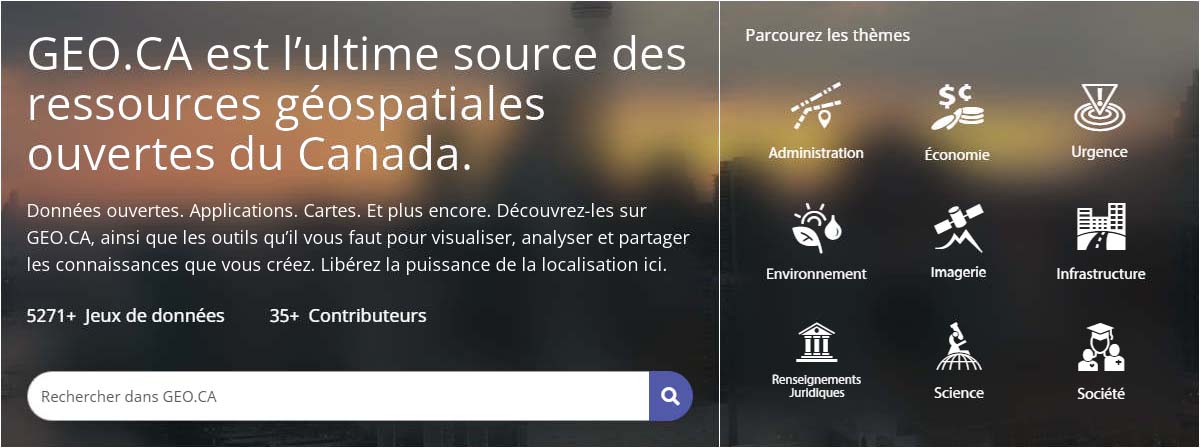 GEO.CA est l’ultime source des
ressources géospatiales
ouvertes du Canada.
Données ouvertes. Applications. Cartes. Et plus encore. Découvrez-les sur
GEO.CA, ainsi que les outils qu’il vous faut pour visualiser, analyser et partager
les connaissances que vous créez. Libérez la puissance de la localisation ici.
5271+ Jeux de données 35+ Contributeurs
Rechercher dans GEO.CA
Parcourez les thèmes
$¢
Administration
Économie
Urgence
Environnement
Imagerie
Infrastructure
Renseignements
Juridiques
Science
Société